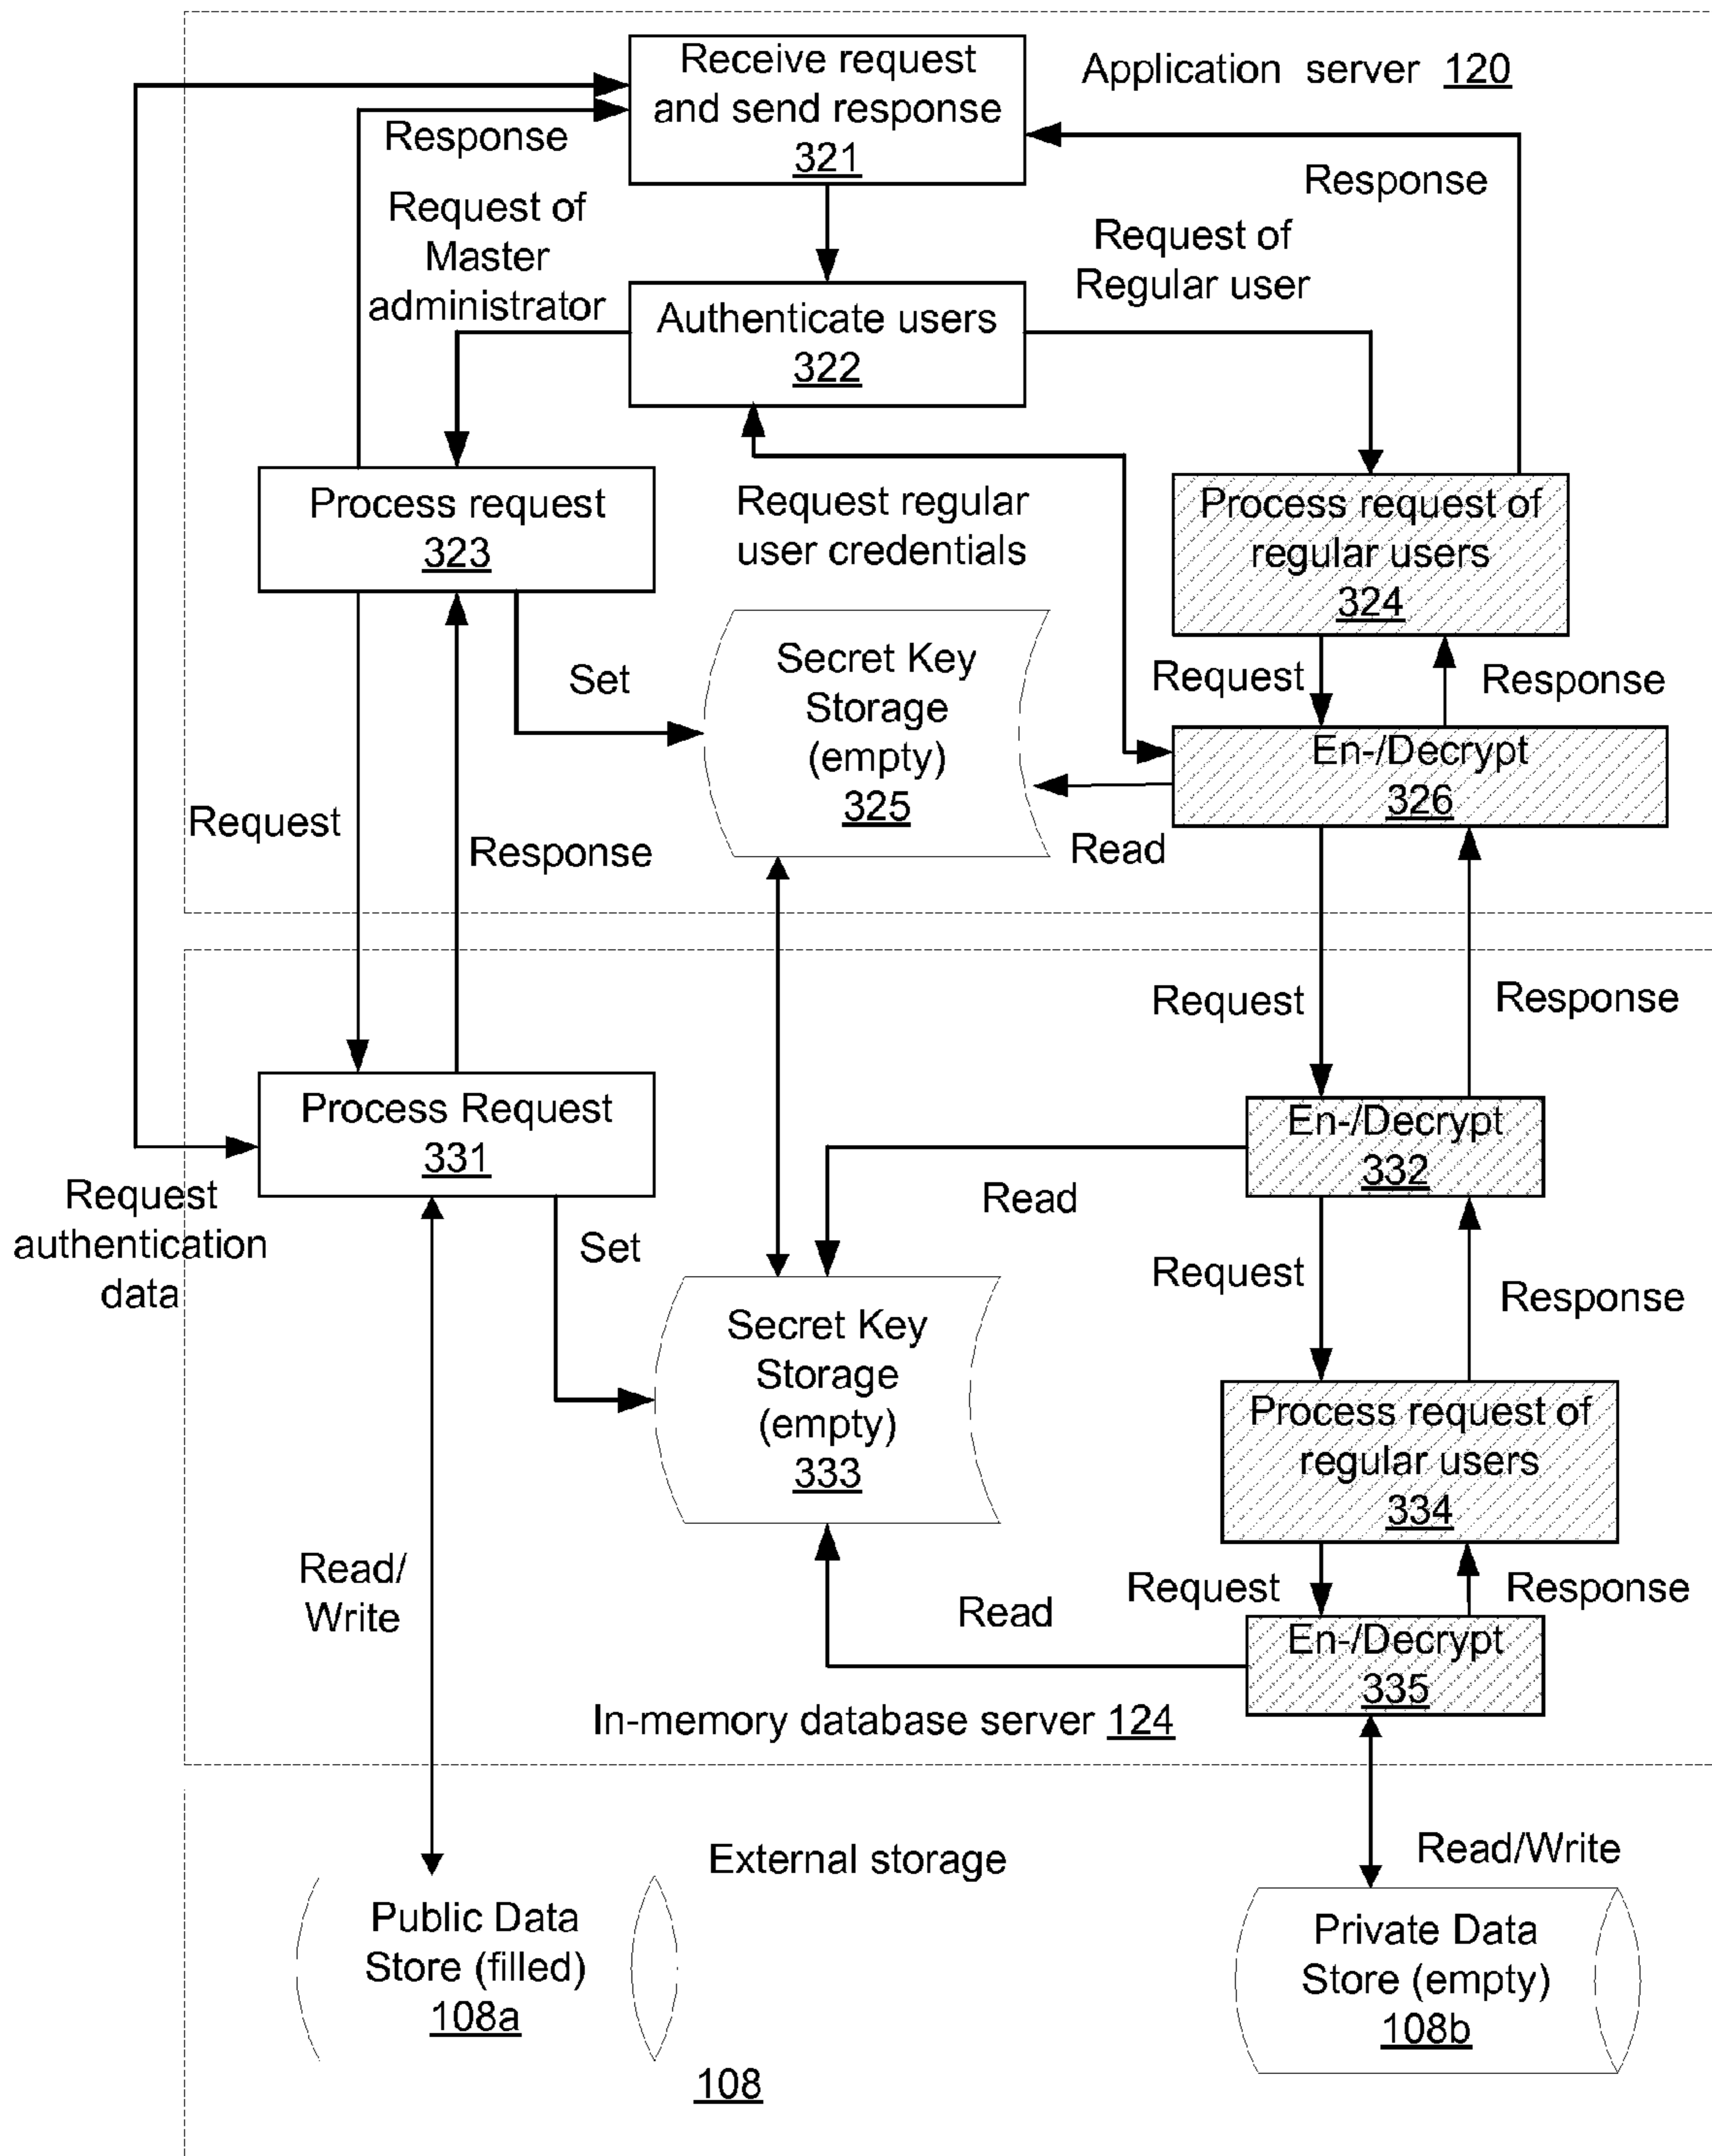 Receive request
and send response
321
Application server 120
Response
Response
Request of
Master
administrator
Request of
Regular user
Authenticate users
322
Process request
323
Request regular
user credentials
Process request of
regular users
324
Set
Secret Key
Storage
(empty)
325
Request
Response
En-/Decrypt
326
Read
Request
Response
Request
Response
Process Request
331
En-/Decrypt
332
Request
authentication
data
Set
Read
Request
Response
Secret Key
Storage
(empty)
333
Process request of
regular users
334
Read/
Write
Read
Request
Response
En-/Decrypt
335
In-memory database server 124
External storage
Read/Write
Public Data
Store (filled)
108a
Private Data
Store (empty)
108b
108